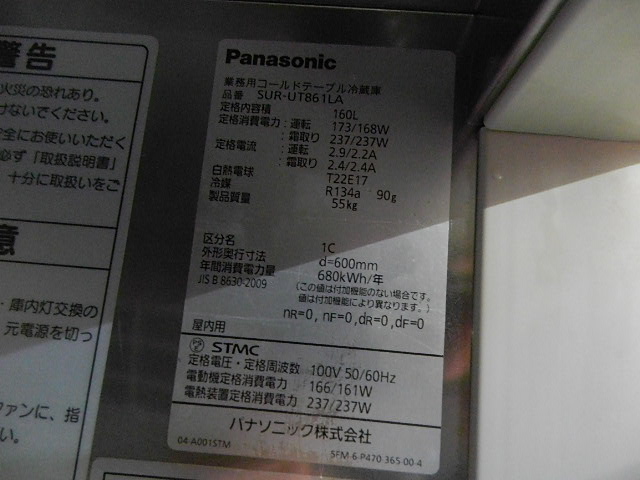 警告
火災の恐れあり。
けないでください。
安全にお使いいただく
必ず「取扱説明書」
十分に取扱いをご
意
・庫内灯交換の
元電源を切っ
ファンに、指
い。
Panasonic
業務用コールドテーブル冷蔵庫
品番 SUR-UT861LA
定格内容積 160L
定格消費電力：運転 173/168W
：霜取り 237/237W
定格電流 ：運転 2.9/2.2A
：霜取り 2.4/2.4A
白熱電球 T22E17
冷媒 R134a 90g
製品質量 55kg
区分名 1C
外形奥行寸法 d=600mm
年間消費電力量 680kWh/年
JIS B 8630-2009 (この値は付加機能のない場合です。
値は付加機能により異なります。)
nR=0, nF=0, dR=0, dF=0
屋内用
STMC
定格電圧・定格周波数 100V 50/60Hz
電動機定格消費電力 166/161W
電熱装置定格消費電力 237/237W
パナソニック株式会社
04-A001STM
5FM-6-P420-365 00-4